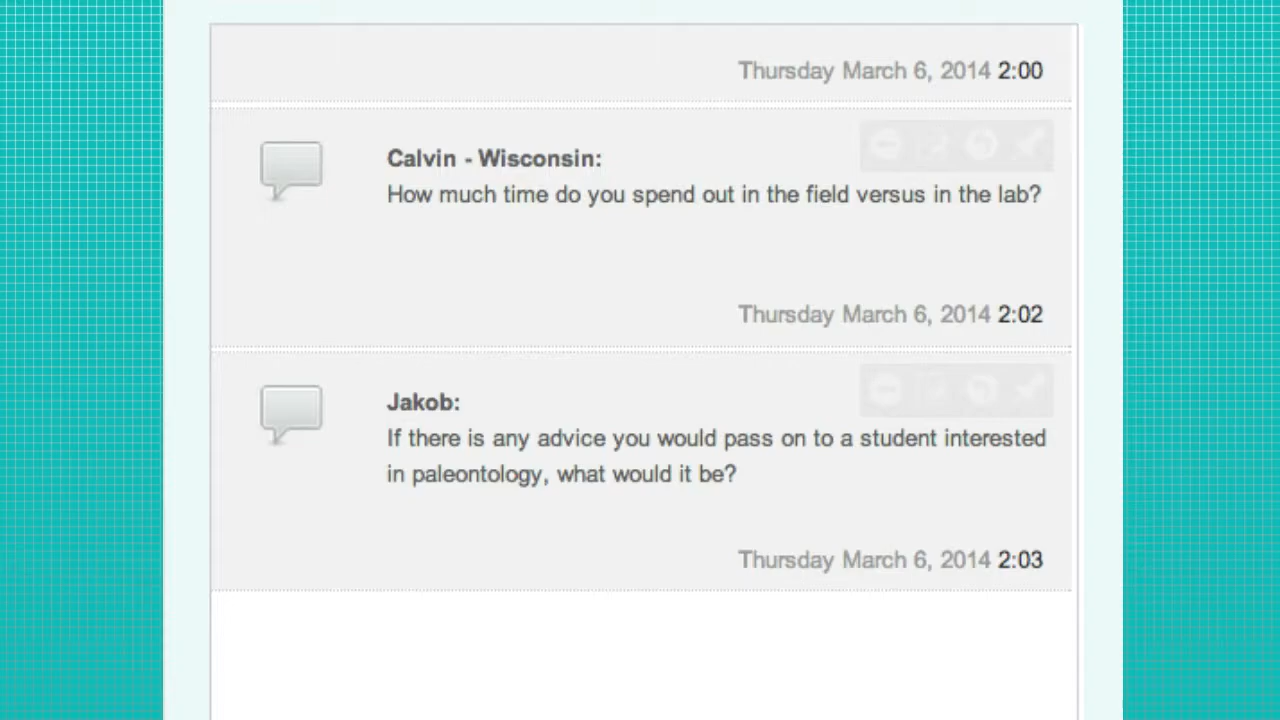 Thursday March 6, 2014 2:00
Calvin - Wisconsin:
How much time do you spend out in the field versus in the lab?
Thursday March 6, 2014 2:02
Jakob:
If there is any advice you would pass on to a student interested
in paleontology, what would it be?
Thursday March 6, 2014 2:03